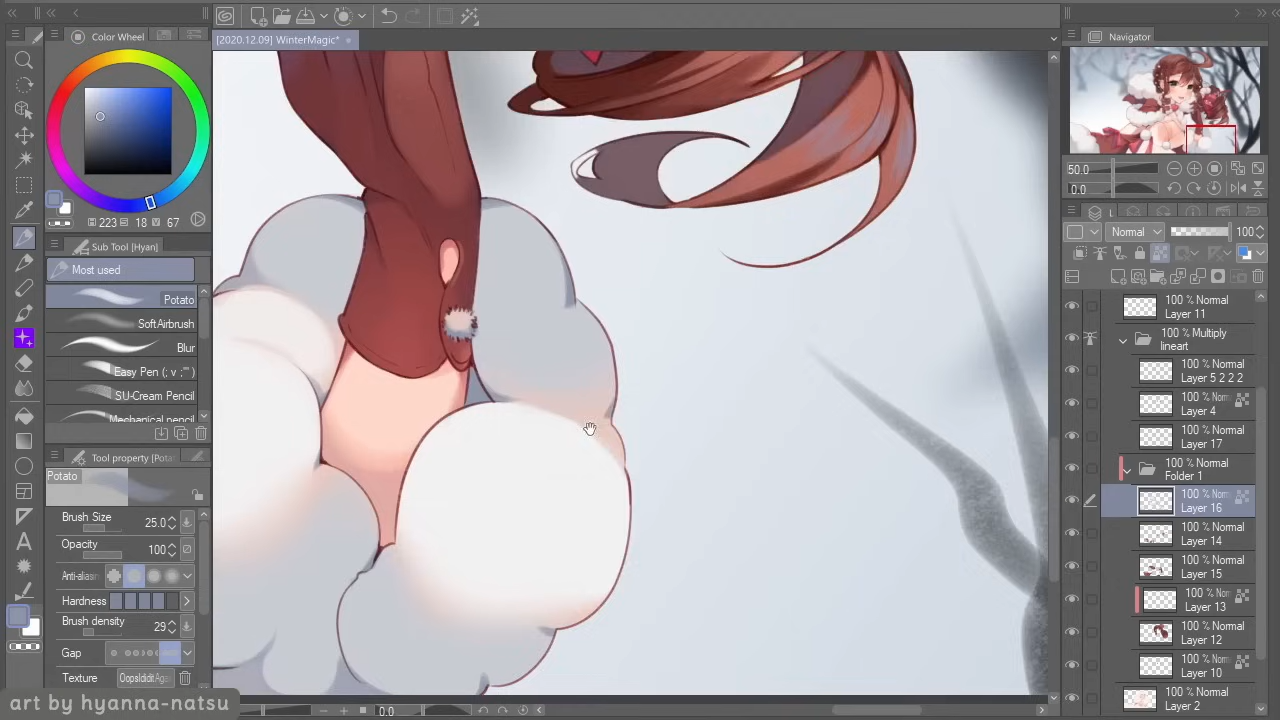 Color Wheel
223 18 V 67
Sub Tool [Hyan]
Most used
Potato
SoftAirbrush
Blur
Easy Pen (; v ;"")
SU-Cream Pencil
Mechanical pencil
Tool property [Potat
Potato
Brush Size 25.0
Opacity 100
Anti-alias
Hardness
Brush density 29
Gap
Texture OopsIdiditAga
[2020.12.09] WinterMagic*
0.0
Navigator
50.0
0.0
Normal 100
100 % Normal
Layer 11
100 % Multiply
lineart
100 % Normal
Layer 5 2 2 2
100 % Norm
Layer 4
100 % Normal
Layer 17
100 % Normal
Folder 1
100 % Norm
Layer 16
100 % Normal
Layer 14
100 % Normal
Layer 15
100 % Norm
Layer 13
100 % Normal
Layer 12
100 % Norm
Layer 10
100 % Normal
Layer 2
art by hyanna-natsu